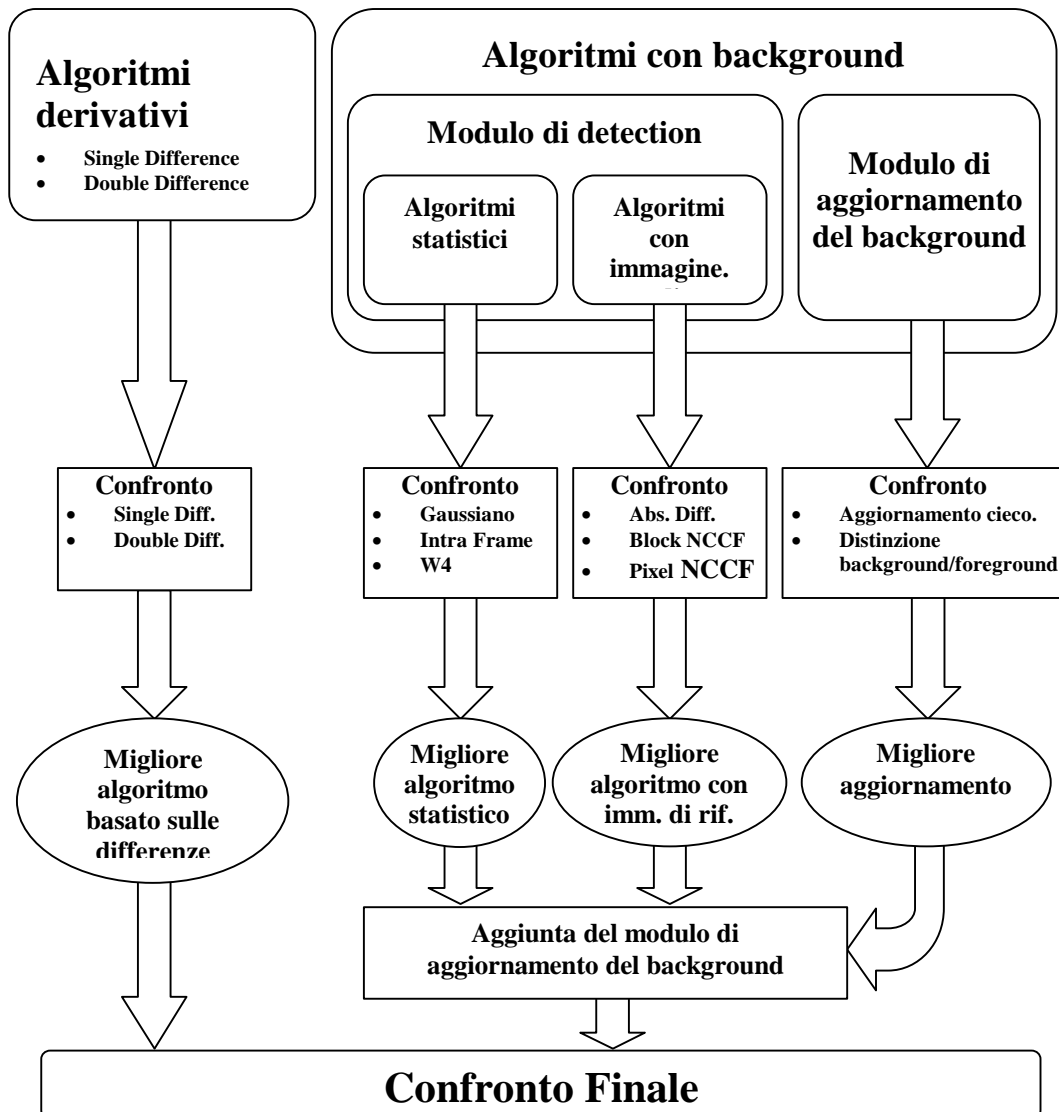 Algoritmi
derivativi
• Single Difference
• Double Difference
Algoritmi con background
Modulo di detection
Algoritmi
statistici
Algoritmi
con
immagine.
Modulo di
aggiornamento
del background
Confronto
• Single Diff.
• Double Diff.
Confronto
• Gaussiano
• Intra Frame
• W4
Confronto
• Abs. Diff.
• Block NCCF
• Pixel NCCF
Confronto
• Aggiornamento cieco.
• Distinzione
background/foreground
Migliore
algoritmo
basato sulle
differenze
Migliore
algoritmo
statistico
Migliore
algoritmo con
imm. di rif.
Migliore
aggiornamento
Aggiunta del modulo di
aggiornamento del background
Confronto Finale